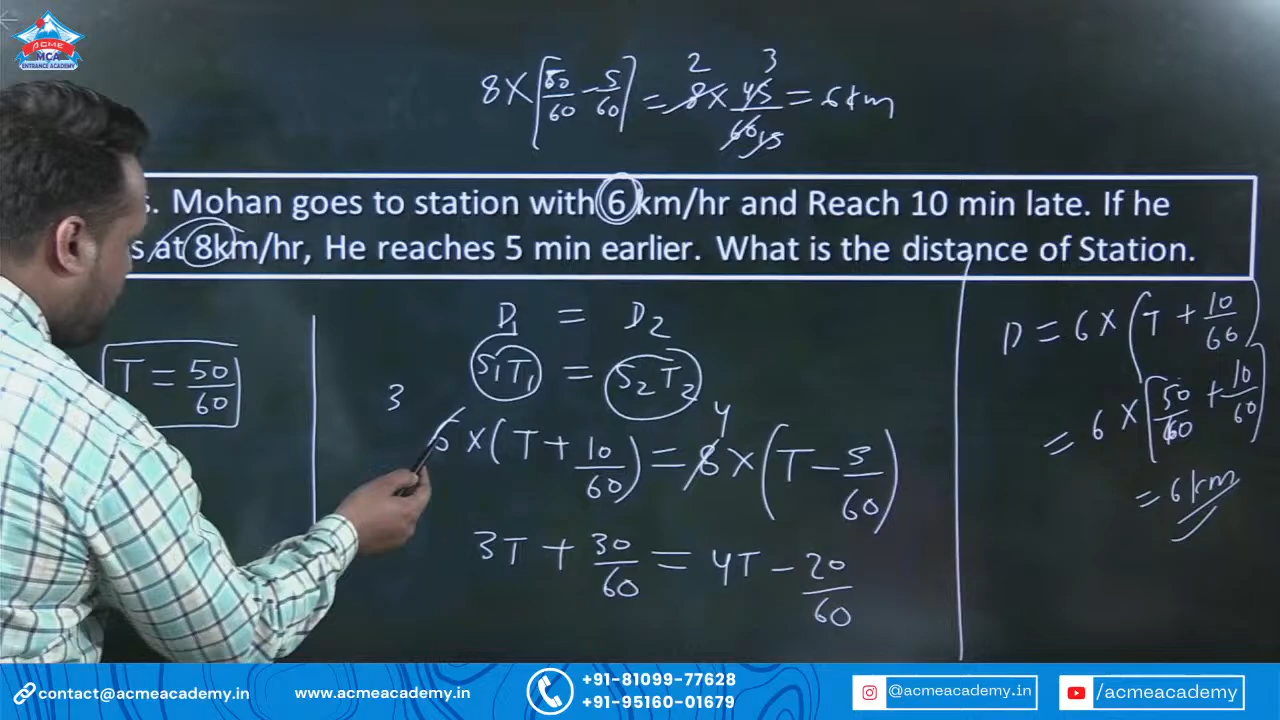 ACME
MCA
ENTRANCE ACADEMY
8 × [50/60 - 5/60] = 8 × 45/60 = 6 km
2 3
15
s. Mohan goes to station with 6 km/hr and Reach 10 min late. If he
s at 8km/hr, He reaches 5 min earlier. What is the distance of Station.
T = 50/60
D1 = D2
S1T1 = S2T2
3 4
6 × (T + 10/60) = 8 × (T - 5/60)
3T + 30/60 = 4T - 20/60
D = 6 × (T + 10/60)
= 6 × [50/60 + 10/60]
= 6 km
contact@acmeacademy.in
www.acmeacademy.in
+91-81099-77628
+91-95160-01679
@acmeacademy.in
/acmeacademy